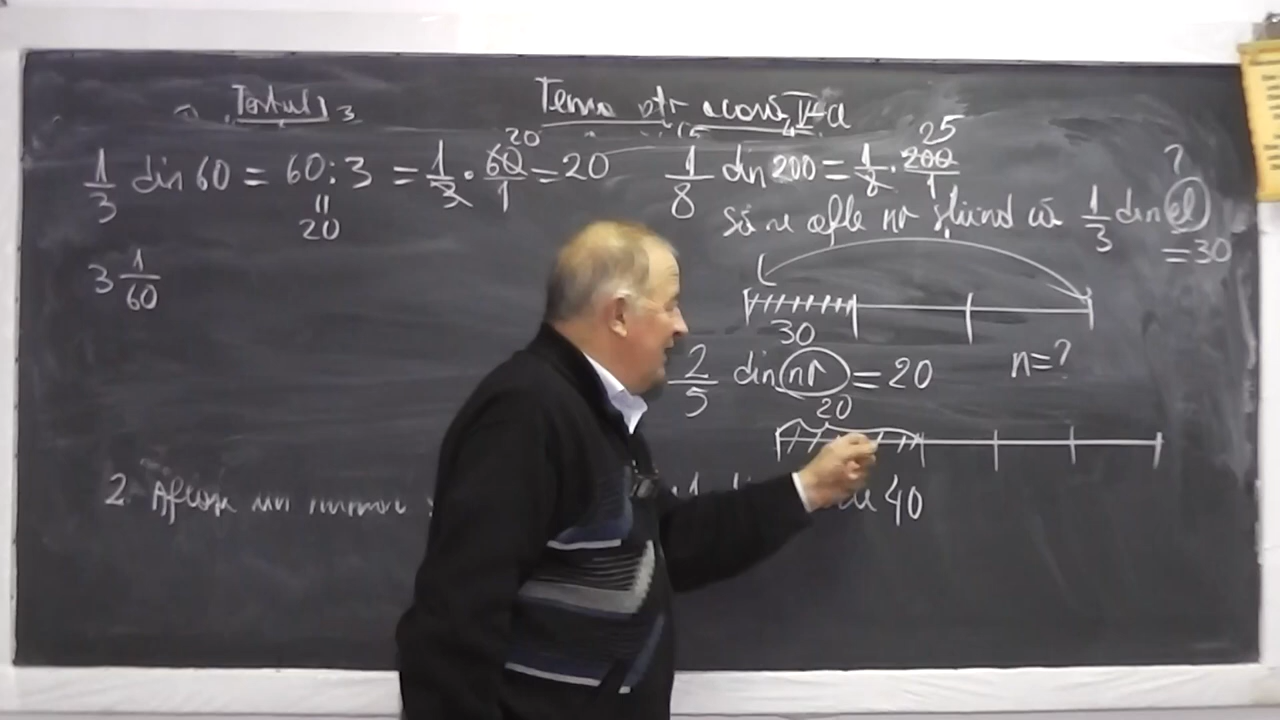 Testul 3
Tema ptr acasă V-a
1/3 din 60 = 60 : 3 = 1/3 · 60/1 = 20
20
20
1/8 din 200 = 1/8 · 200/1
25
Să se afle nr știind că 1/3 din el = 30
?
3 1/60
30
n = ?
2/5 din nr = 20
20
2. Aflați un număr
40